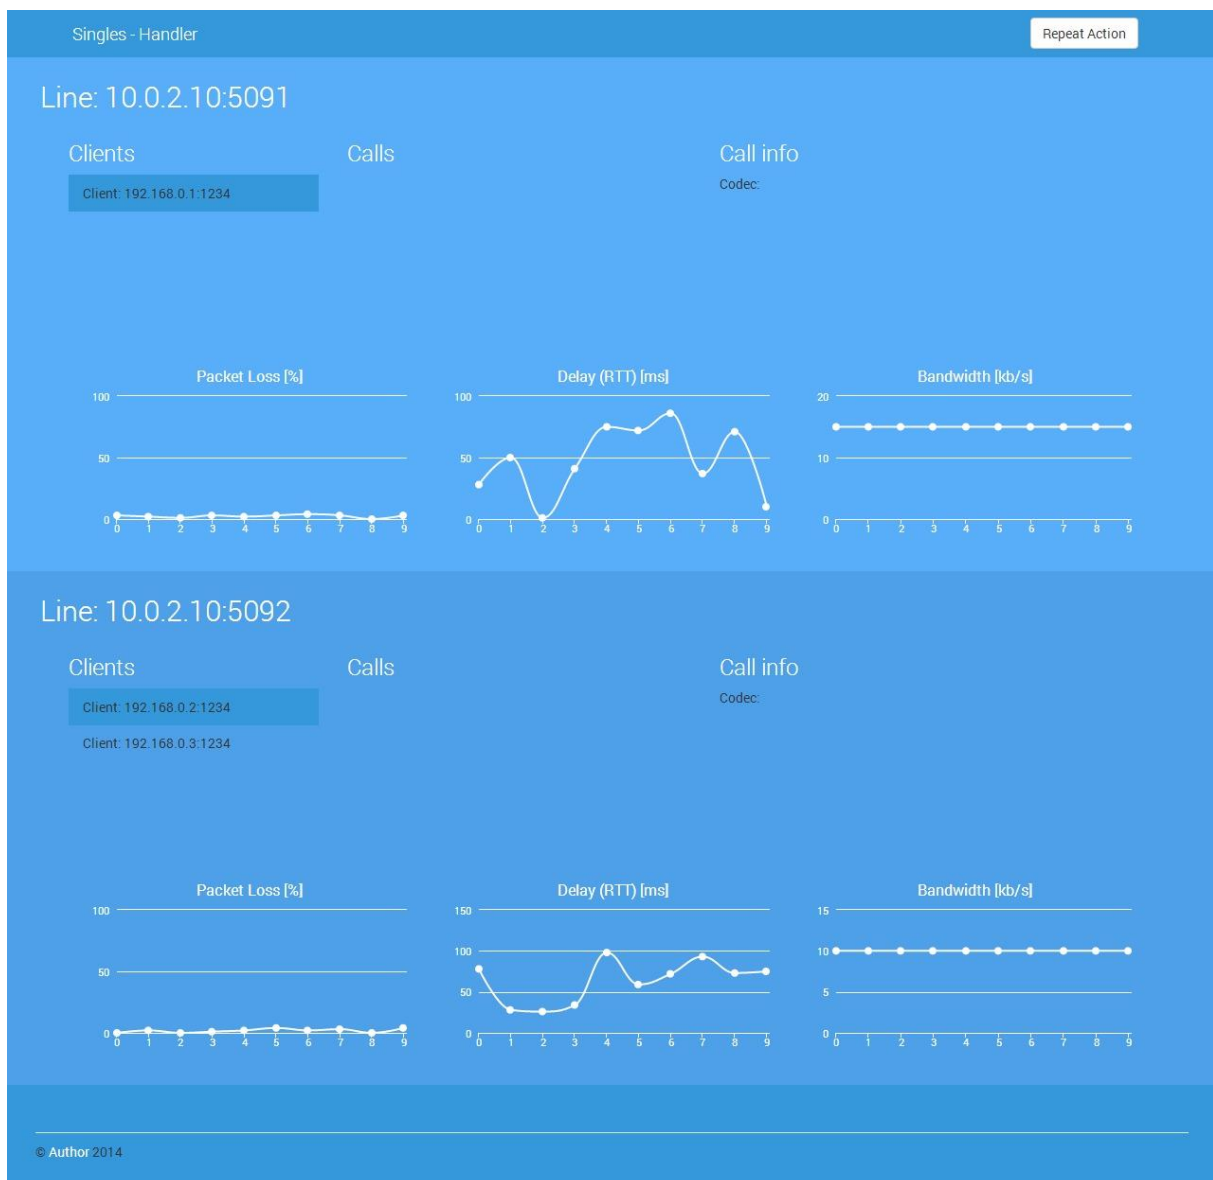 Singles - Handler
Repeat Action
Line: 10.0.2.10:5091
Clients
Calls
Call info
Client: 192.168.0.1:1234
Codec:
Packet Loss [%]
100
50
0
0 1 2 3 4 5 6 7 8 9
Delay (RTT) [ms]
100
50
0
0 1 2 3 4 5 6 7 8 9
Bandwidth [kb/s]
20
10
0
0 1 2 3 4 5 6 7 8 9
Line: 10.0.2.10:5092
Clients
Calls
Call info
Client: 192.168.0.2:1234
Codec:
Client: 192.168.0.3:1234
Packet Loss [%]
100
50
0
0 1 2 3 4 5 6 7 8 9
Delay (RTT) [ms]
150
100
50
0
0 1 2 3 4 5 6 7 8 9
Bandwidth [kb/s]
15
10
5
0
0 1 2 3 4 5 6 7 8 9
© Author 2014